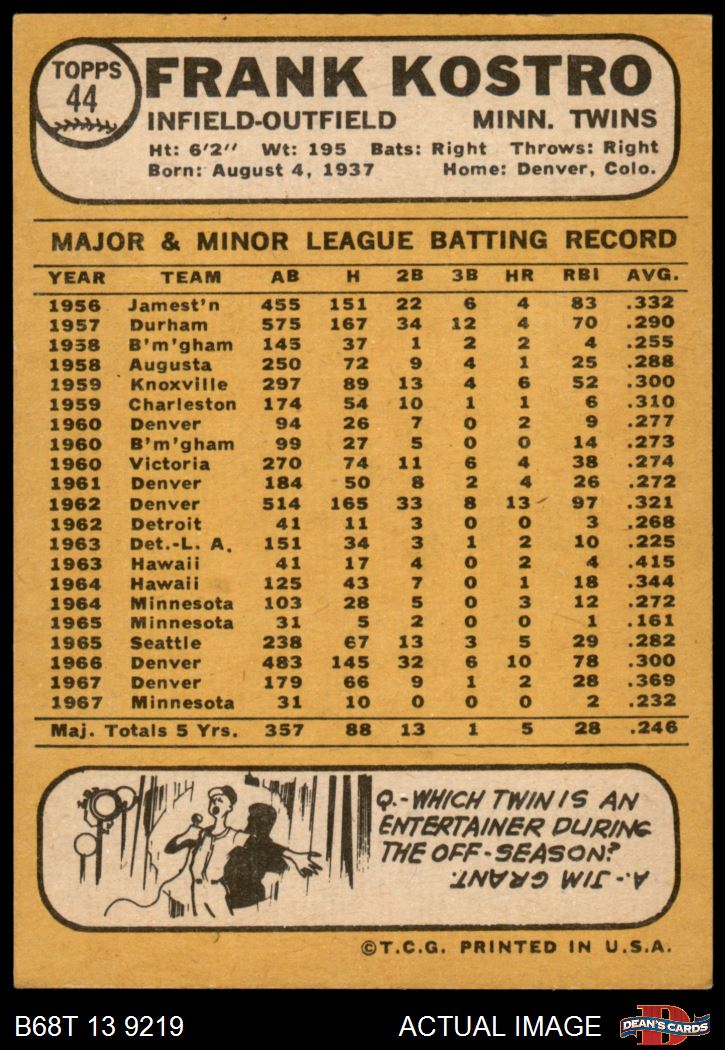 TOPPS
44
FRANK KOSTRO
INFIELD-OUTFIELD MINN. TWINS
Ht: 6'2" Wt: 195 Bats: Right Throws: Right
Born: August 4, 1937 Home: Denver, Colo.
MAJOR & MINOR LEAGUE BATTING RECORD
YEAR TEAM AB H 2B 3B HR RBI AVG.
1956 Jamest'n 455 151 22 6 4 83 .332
1957 Durham 575 167 34 12 4 70 .290
1958 B'm'gham 145 37 1 2 2 4 .255
1958 Augusta 250 72 9 4 1 25 .288
1959 Knoxville 297 89 13 4 6 52 .300
1959 Charleston 174 54 10 1 1 6 .310
1960 Denver 94 26 7 0 2 9 .277
1960 B'm'gham 99 27 5 0 0 14 .273
1960 Victoria 270 74 11 6 4 38 .274
1961 Denver 184 50 8 2 4 26 .272
1962 Denver 514 165 33 8 13 97 .321
1962 Detroit 41 11 3 0 0 3 .268
1963 Det.-L. A. 151 34 3 1 2 10 .225
1963 Hawaii 41 17 4 0 2 4 .415
1964 Hawaii 125 43 7 0 1 18 .344
1964 Minnesota 103 28 5 0 3 12 .272
1965 Minnesota 31 5 2 0 0 1 .161
1965 Seattle 238 67 13 3 5 29 .282
1966 Denver 483 145 32 6 10 78 .300
1967 Denver 179 66 9 1 2 28 .369
1967 Minnesota 31 10 0 0 0 2 .232
Maj. Totals 5 Yrs. 357 88 13 1 5 28 .246
Q.-WHICH TWIN IS AN
ENTERTAINER DURING
THE OFF-SEASON?
A.-JIM GRANT.
©T.C.G. PRINTED IN U.S.A.
B68T 13 9219 ACTUAL IMAGE
D
DEAN'S CARDS